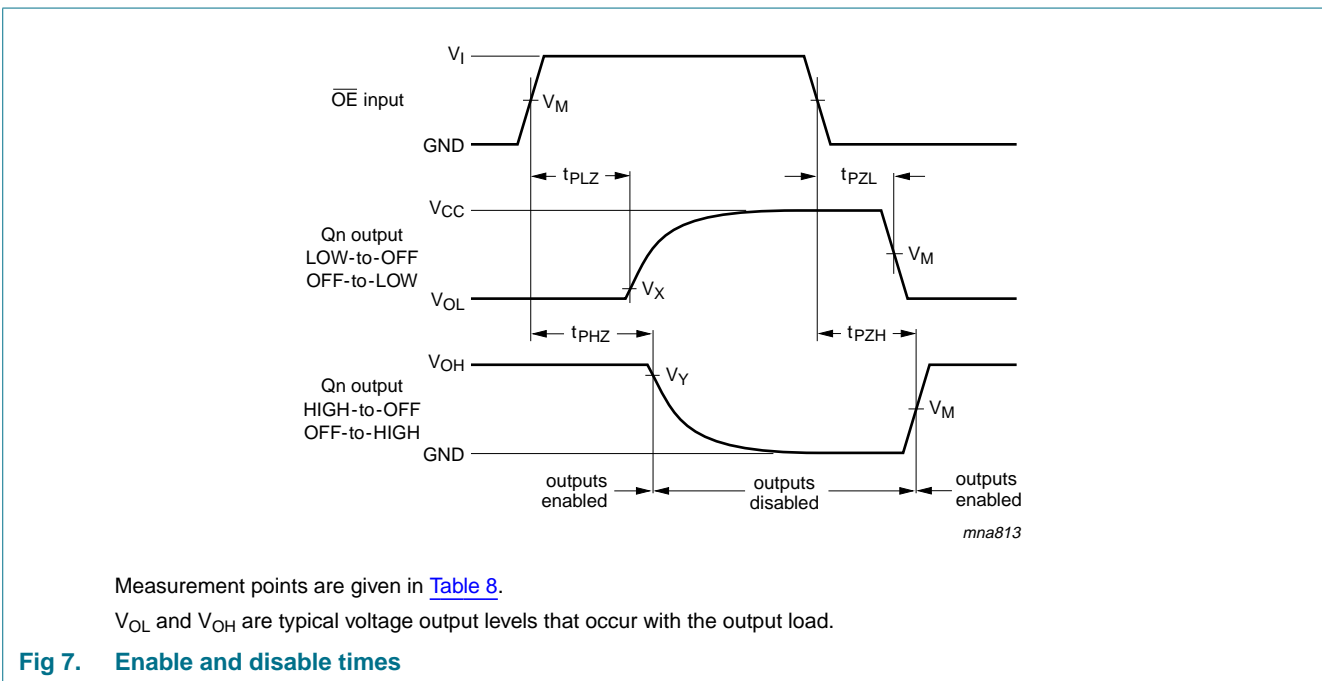 V_I
O̅E̅ input
V_M
GND
t_PLZ
t_PZL
V_CC
Qn output
LOW-to-OFF
OFF-to-LOW
V_M
V_X
V_OL
t_PHZ
t_PZH
V_OH
V_Y
Qn output
HIGH-to-OFF
OFF-to-HIGH
V_M
GND
outputs
enabled
outputs
disabled
outputs
enabled
mna813
Measurement points are given in Table 8.
V_OL and V_OH are typical voltage output levels that occur with the output load.
Fig 7. Enable and disable times